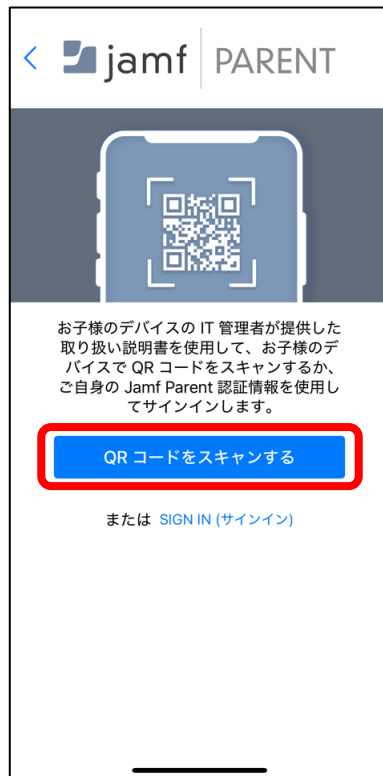 jamf PARENT
お子様のデバイスの IT 管理者が提供した
取り扱い説明書を使用して、お子様のデ
バイスで QR コードをスキャンするか、
ご自身の Jamf Parent 認証情報を使用し
てサインインします。
QR コードをスキャンする
または SIGN IN (サインイン)